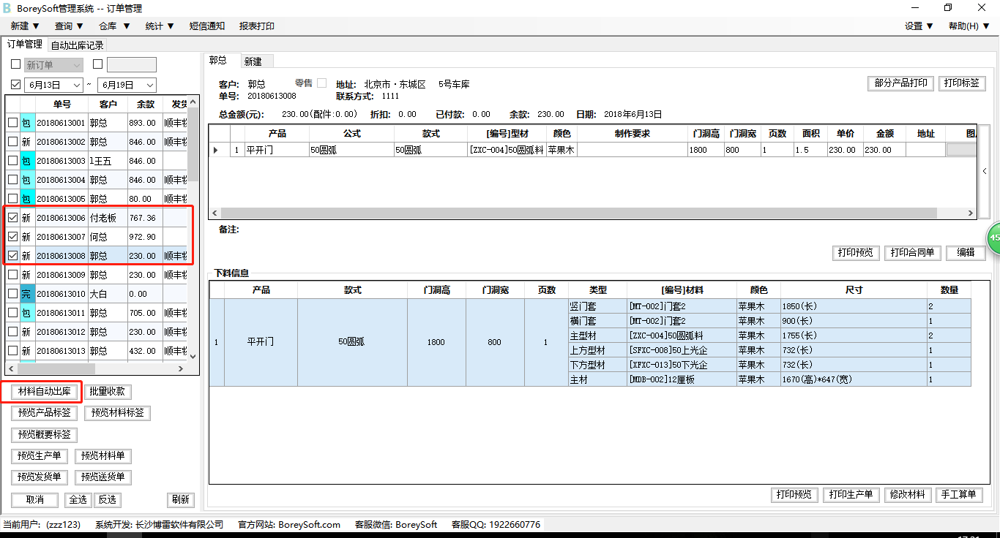 BoreySoft管理系统 -- 订单管理
新建 ▼ 查询 ▼ 仓库 ▼ 统计 ▼ 短信通知 报表打印 设置 ▼ 帮助(H) ▼
订单管理 自动出库记录
新订单
6月13日 ~ 6月19日
单号 客户 余款 发货
包 20180613001 郭总 893.00 顺丰物
新 20180613002 郭总 846.00 顺丰物
包 20180613003 1王五 846.00
包 20180613004 郭总 846.00 顺丰物
包 20180613005 郭总 80.00 顺丰物
新 20180613006 付老板 767.36
新 20180613007 何总 972.90
新 20180613008 郭总 230.00 顺丰物
新 20180613009 郭总 230.00 顺丰物
完 20180613010 大白 0.00
包 20180613011 郭总 705.00 顺丰物
新 20180613012 郭总 230.00 顺丰物
新 20180613013 郭总 432.00 顺丰物
材料自动出库 批量收款
预览产品标签 预览材料标签
预览概要标签
预览生产单 预览材料单
预览发货单 预览送货单
取消 全选 反选 刷新
郭总 新建
客户: 郭总 零售 地址: 北京市·东城区 5号车库
部分产品打印 打印标签
单号: 20180613008 联系方式: 1111
总金额(元): 230.00(配件:0.00) 折扣: 0.00 已付款: 0.00 余款: 230.00 日期: 2018年6月13日
产品 公式 款式 [编号]型材 颜色 制作要求 门洞高 门洞宽 页数 面积 单价 金额 地址
1 平开门 50圆弧 50圆弧 [ZXC-004]50圆弧料 苹果木 1800 800 1 1.5 230.00 230.00
备注:
打印预览 打印合同单 编辑
45
下料信息
产品 款式 门洞高 门洞宽 页数 类型 [编号]材料 颜色 尺寸 数量
1 平开门 50圆弧 1800 800 1
竖门套 [MT-002]门套2 苹果木 1850(长) 2
横门套 [MT-002]门套2 苹果木 900(长) 1
主型材 [ZXC-004]50圆弧料 苹果木 1755(长) 2
上方型材 [SFXC-008]50上光企 苹果木 732(长) 1
下方型材 [XFXC-013]50下光企 苹果木 732(长) 1
主材 [MDB-002]12厘板 苹果木 1670(高)*647(宽) 1
打印预览 打印生产单 修改材料 手工算单
当前用户: (zzz123) 系统开发: 长沙博雷软件有限公司 官方网站: BoreySoft.com 客服微信: BoreySoft 客服QQ: 1922660776